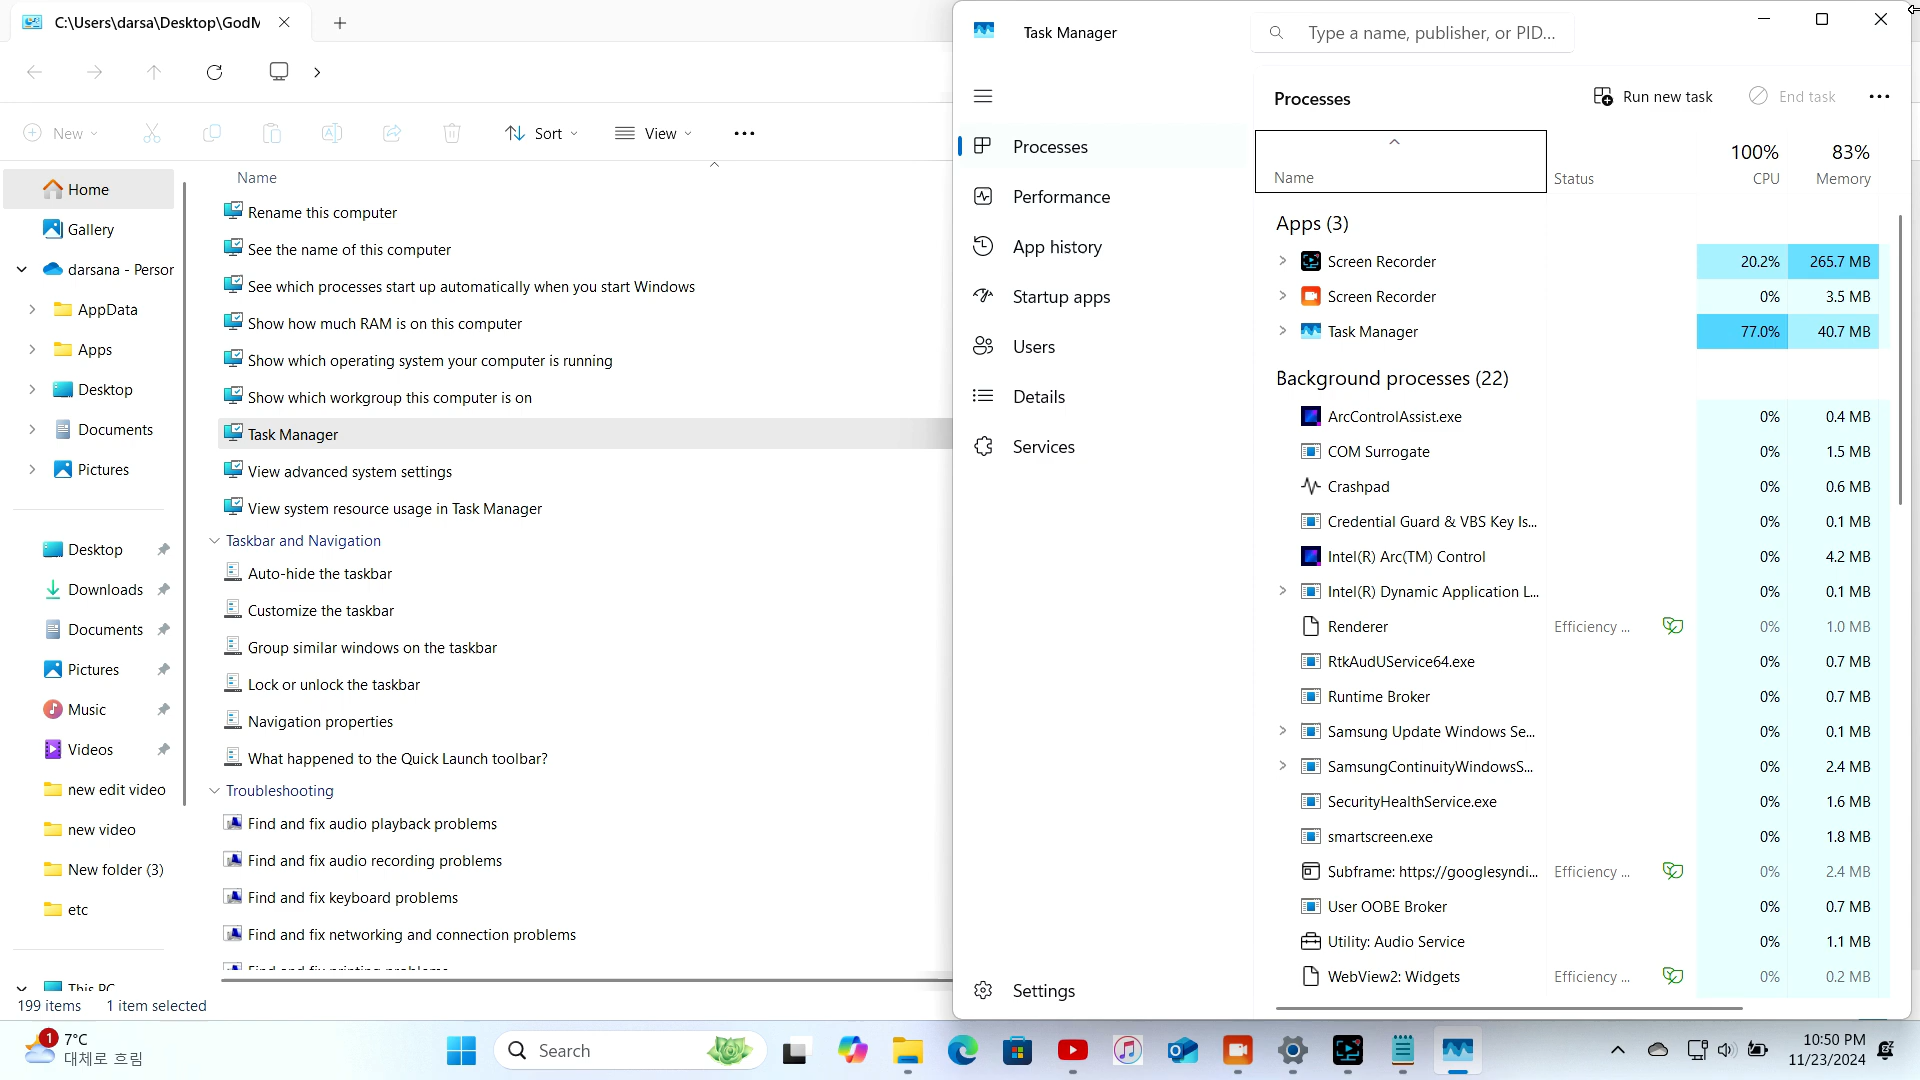 C:\Users\darsa\Desktop\GodM
New
Sort
View
Home
Gallery
darsana - Person
AppData
Apps
Desktop
Documents
Pictures
Desktop
Downloads
Documents
Pictures
Music
Videos
new edit video
new video
New folder (3)
etc
This PC
Name
Rename this computer
See the name of this computer
See which processes start up automatically when you start Windows
Show how much RAM is on this computer
Show which operating system your computer is running
Show which workgroup this computer is on
Task Manager
View advanced system settings
View system resource usage in Task Manager
Taskbar and Navigation
Auto-hide the taskbar
Customize the taskbar
Group similar windows on the taskbar
Lock or unlock the taskbar
Navigation properties
What happened to the Quick Launch toolbar?
Troubleshooting
Find and fix audio playback problems
Find and fix audio recording problems
Find and fix keyboard problems
Find and fix networking and connection problems
Find and fix printing problems
199 items 1 item selected
Task Manager
Type a name, publisher, or PID...
Processes
Performance
App history
Startup apps
Users
Details
Services
Settings
Processes
Run new task
End task
100% 83%
Name Status CPU Memory
Apps (3)
Screen Recorder 20.2% 265.7 MB
Screen Recorder 0% 3.5 MB
Task Manager 77.0% 40.7 MB
Background processes (22)
ArcControlAssist.exe 0% 0.4 MB
COM Surrogate 0% 1.5 MB
Crashpad 0% 0.6 MB
Credential Guard & VBS Key Is... 0% 0.1 MB
Intel(R) Arc(TM) Control 0% 4.2 MB
Intel(R) Dynamic Application L... 0% 0.1 MB
Renderer Efficiency ... 0% 1.0 MB
RtkAudUService64.exe 0% 0.7 MB
Runtime Broker 0% 0.7 MB
Samsung Update Windows Se... 0% 0.1 MB
SamsungContinuityWindowsS... 0% 2.4 MB
SecurityHealthService.exe 0% 1.6 MB
smartscreen.exe 0% 1.8 MB
Subframe: https://googlesyndi... Efficiency ... 0% 2.4 MB
User OOBE Broker 0% 0.7 MB
Utility: Audio Service 0% 1.1 MB
WebView2: Widgets Efficiency ... 0% 0.2 MB
1
7°C
대체로 흐림
Search
10:50 PM
11/23/2024